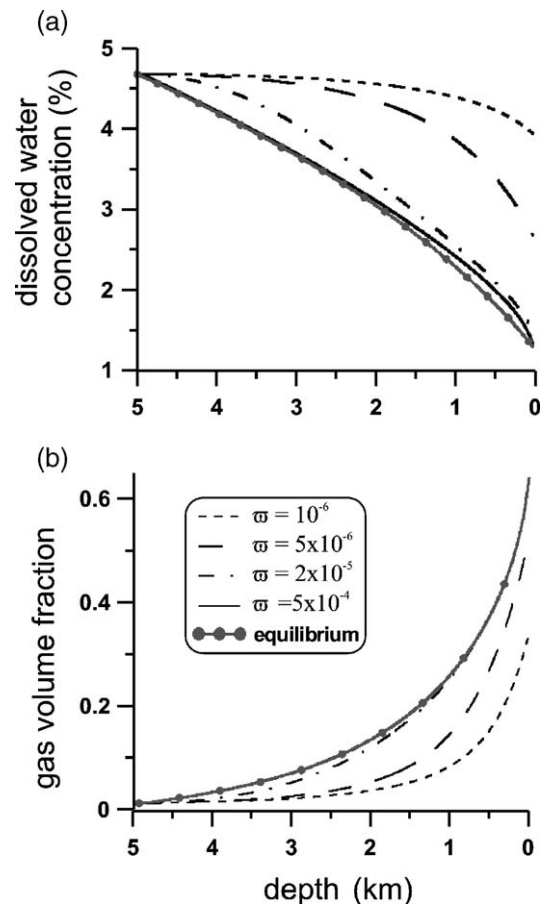 (a)
dissolved water
concentration (%)
5
4
3
2
1
5 4 3 2 1 0
(b)
gas volume fraction
0.6
0.4
0.2
0
ϖ = 10⁻⁶
ϖ = 5x10⁻⁶
ϖ = 2x10⁻⁵
ϖ =5x10⁻⁴
equilibrium
5 4 3 2 1 0
depth (km)